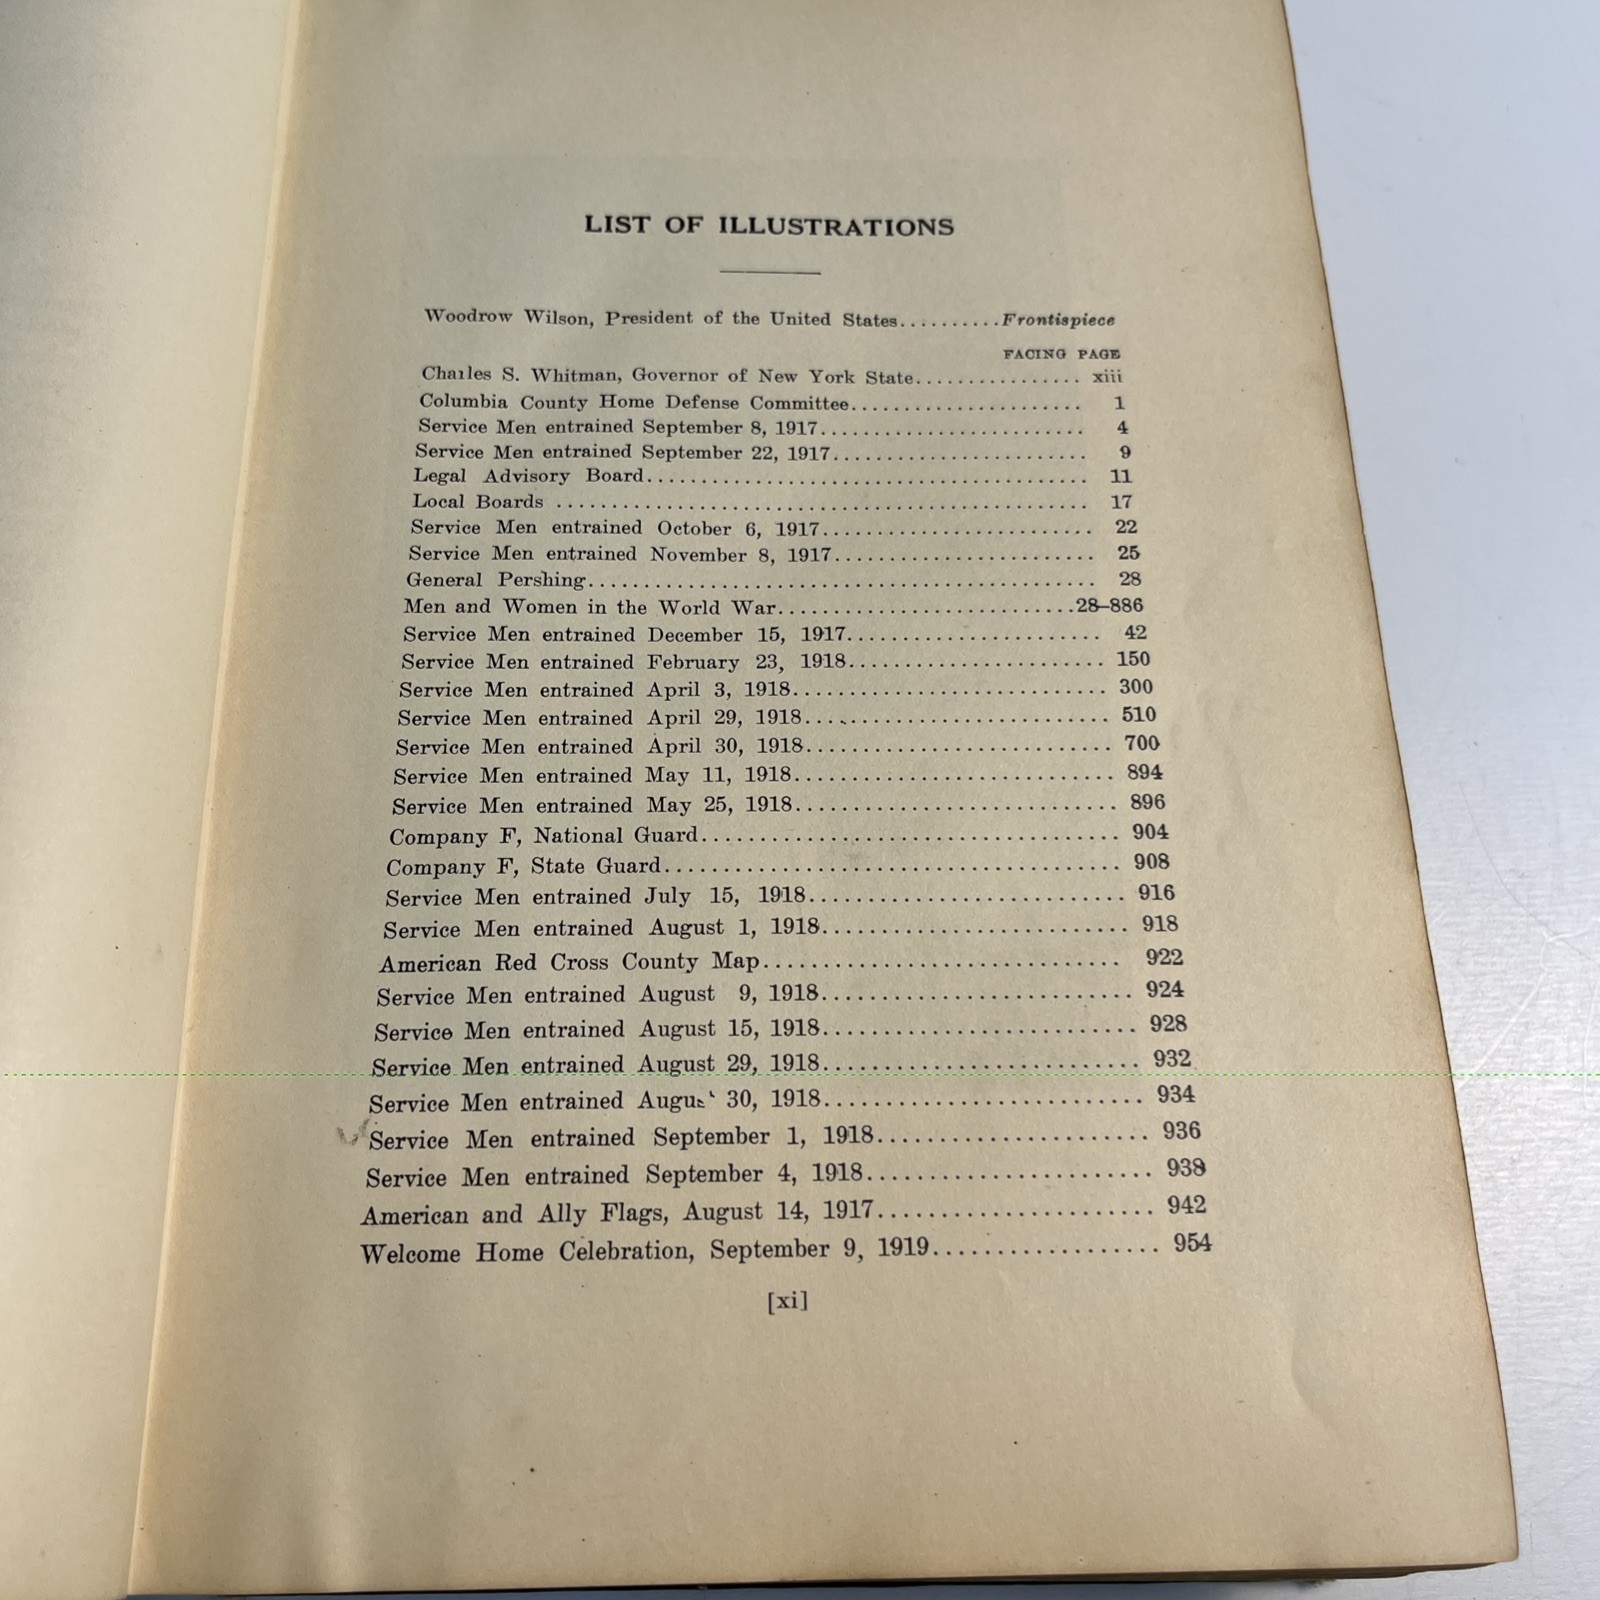 LIST OF ILLUSTRATIONS
Woodrow Wilson, President of the United States..........Frontispiece
FACING PAGE
Charles S. Whitman, Governor of New York State................ xiii
Columbia County Home Defense Committee...................... 1
Service Men entrained September 8, 1917......................... 4
Service Men entrained September 22, 1917........................ 9
Legal Advisory Board......................................... 11
Local Boards ................................................. 17
Service Men entrained October 6, 1917.......................... 22
Service Men entrained November 8, 1917......................... 25
General Pershing............................................... 28
Men and Women in the World War............................28–886
Service Men entrained December 15, 1917........................ 42
Service Men entrained February 23, 1918........................ 150
Service Men entrained April 3, 1918.............................. 300
Service Men entrained April 29, 1918............................. 510
Service Men entrained April 30, 1918............................. 700
Service Men entrained May 11, 1918.............................. 894
Service Men entrained May 25, 1918.............................. 896
Company F, National Guard....................................... 904
Company F, State Guard.......................................... 908
Service Men entrained July 15, 1918.............................. 916
Service Men entrained August 1, 1918............................ 918
American Red Cross County Map................................ 922
Service Men entrained August 9, 1918........................... 924
Service Men entrained August 15, 1918........................... 928
Service Men entrained August 29, 1918........................... 932
Service Men entrained August 30, 1918........................... 934
Service Men entrained September 1, 1918....................... 936
Service Men entrained September 4, 1918........................ 938
American and Ally Flags, August 14, 1917....................... 942
Welcome Home Celebration, September 9, 1919................... 954
[xi]